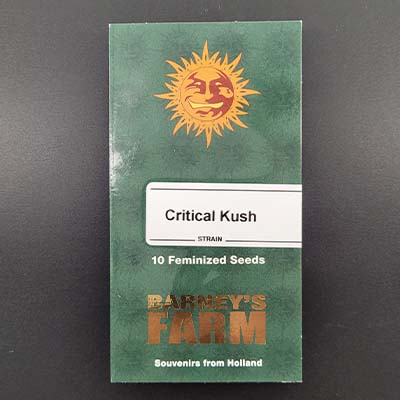 Critical Kush
STRAIN
10 Feminized Seeds
BARNEY'S
FARM
Souvenirs from Holland